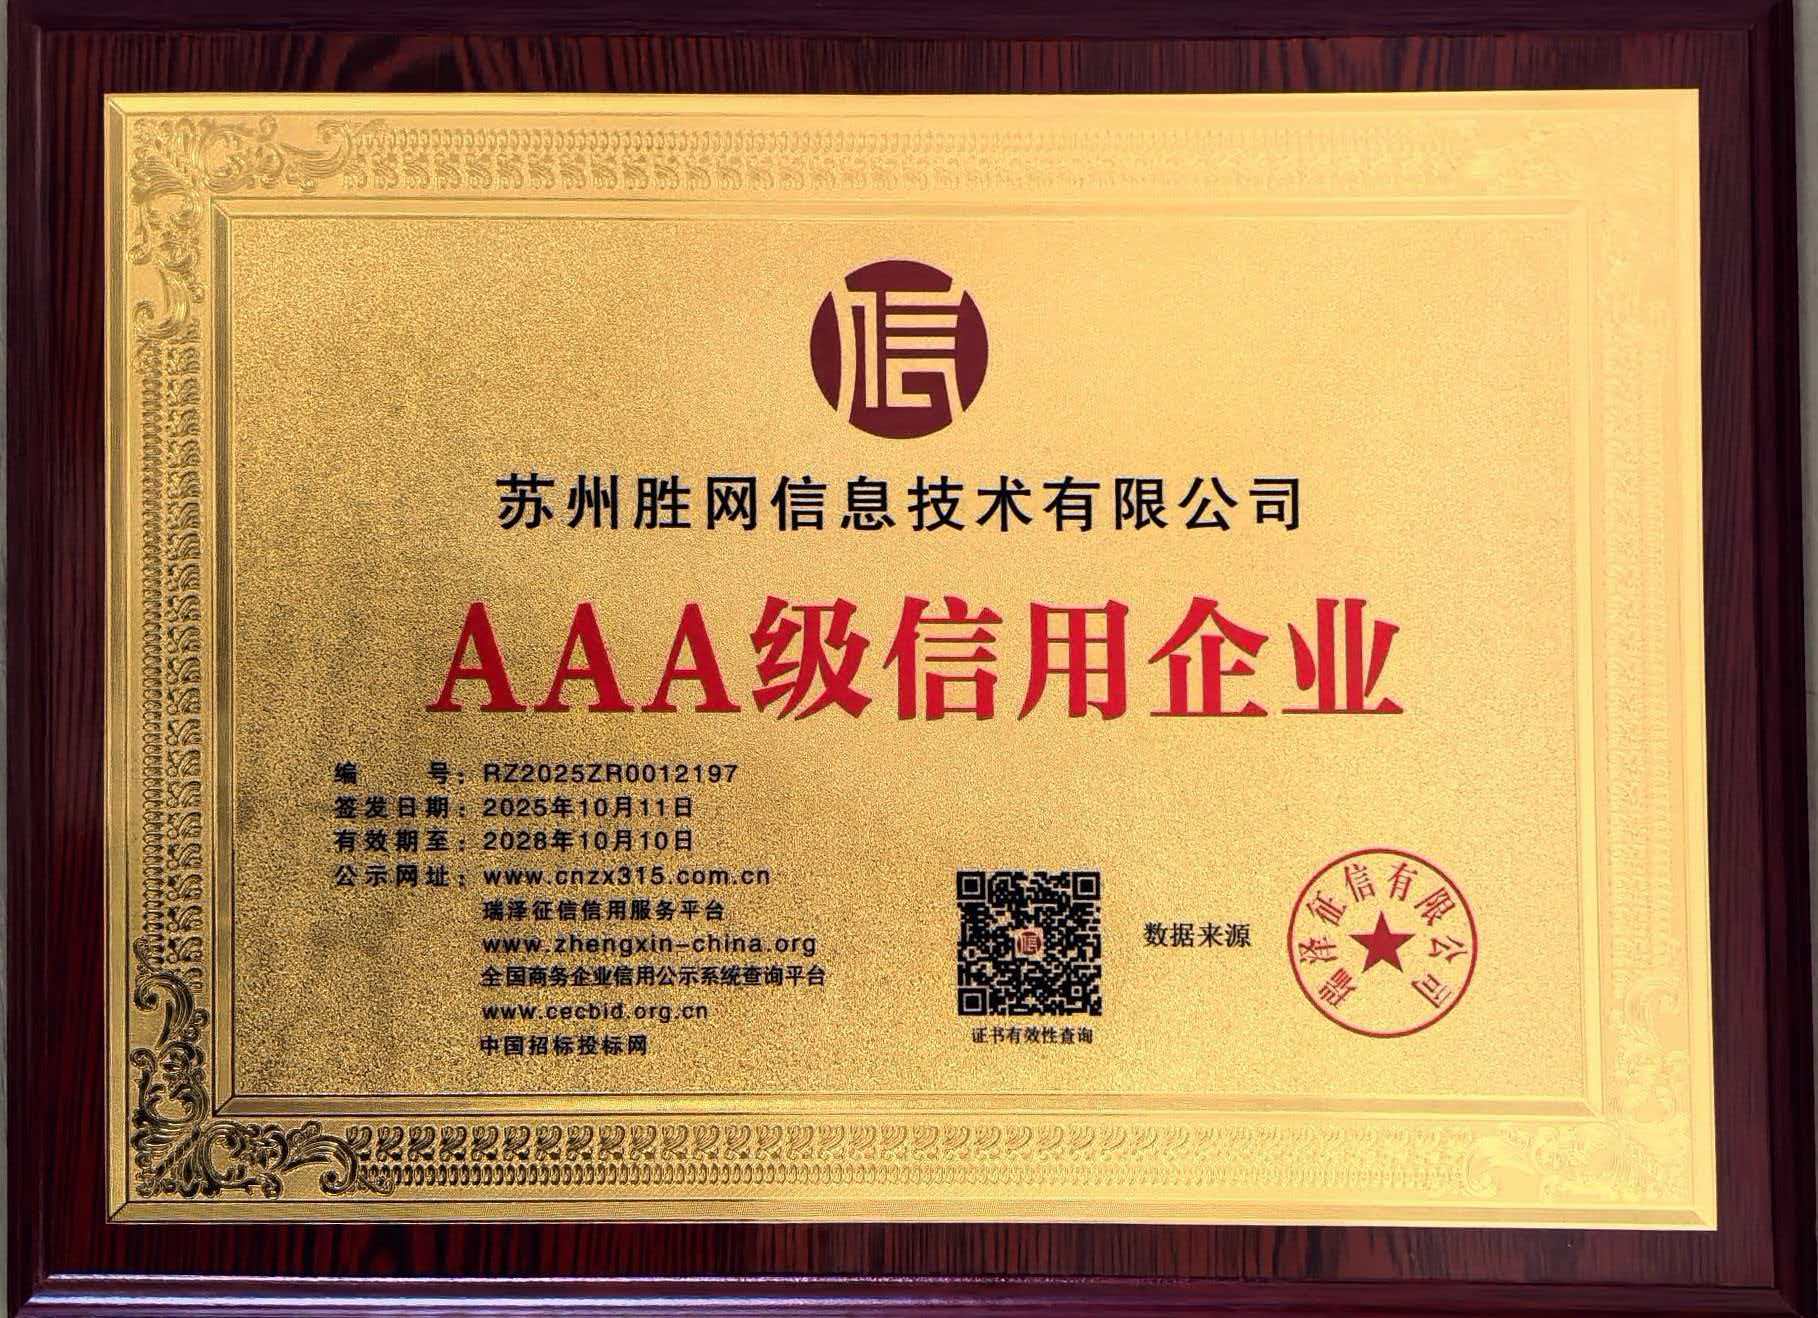 信
苏州胜网信息技术有限公司
AAA级信用企业
编 号：RZ2025ZR0012197
签发日期：2025年10月11日
有效期至：2028年10月10日
公示网址：www.cnzx315.com.cn
瑞泽征信信用服务平台
www.zhengxin-china.org
全国商务企业信用公示系统查询平台
www.cecbid.org.cn
中国招标投标网
信
证书有效性查询
数据来源
瑞泽征信有限公司